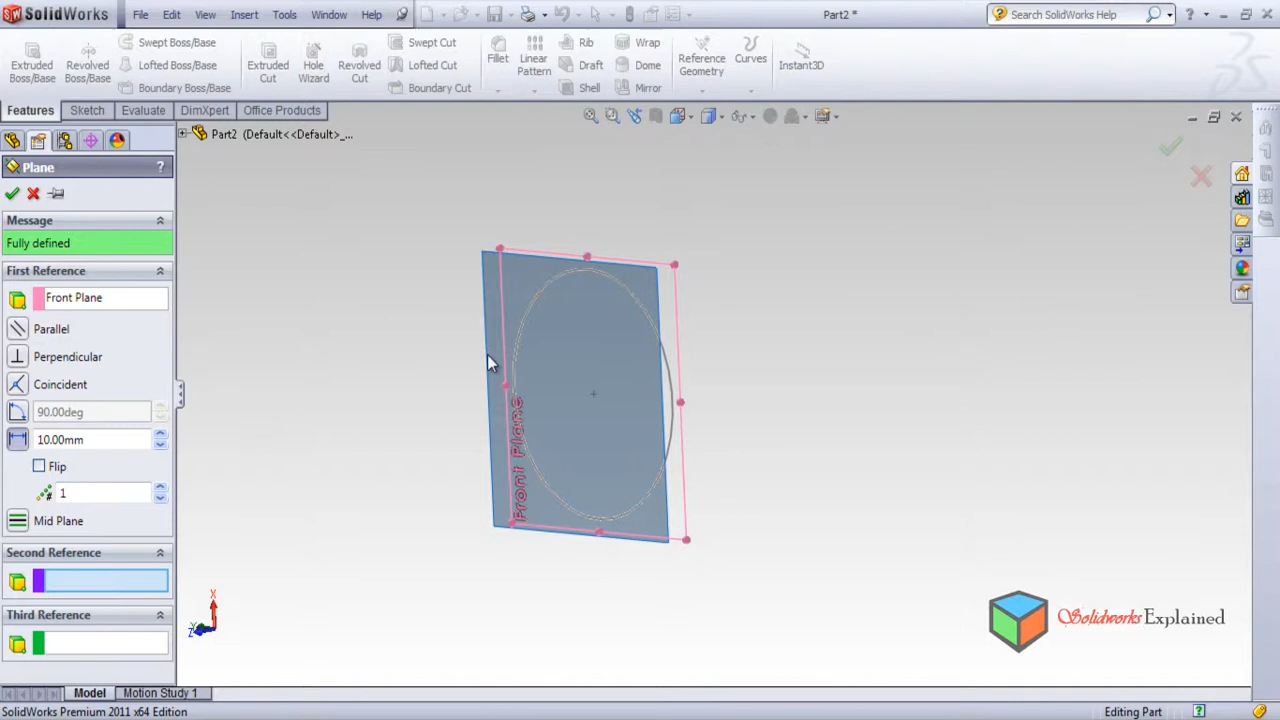 SolidWorks File Edit View Insert Tools Window Help Part2 * Search SolidWorks Help
Extruded Boss/Base
Revolved Boss/Base
Swept Boss/Base
Lofted Boss/Base
Boundary Boss/Base
Extruded Cut
Hole Wizard
Revolved Cut
Swept Cut
Lofted Cut
Boundary Cut
Fillet
Linear Pattern
Rib
Draft
Shell
Wrap
Dome
Mirror
Reference Geometry
Curves
Instant3D
Features Sketch Evaluate DimXpert Office Products
Part2 (Default<<Default>_...
Plane ?
Message
Fully defined
First Reference
Front Plane
Parallel
Perpendicular
Coincident
90.00deg
10.00mm
Flip
1
Mid Plane
Second Reference
Third Reference
Front Plane
X
Y
Z
Solidworks Explained
Model Motion Study 1
SolidWorks Premium 2011 x64 Edition Editing Part